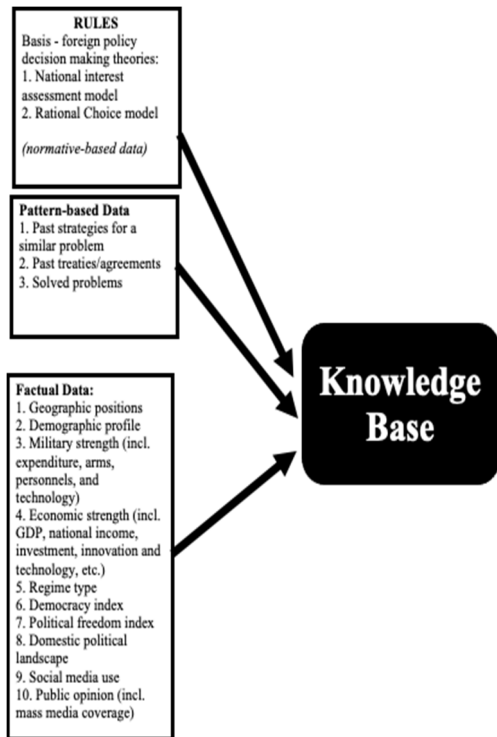 RULES
Basis - foreign policy
decision making theories:
1. National interest
assessment model
2. Rational Choice model
(normative-based data)
Pattern-based Data
1. Past strategies for a
similar problem
2. Past treaties/agreements
3. Solved problems
Factual Data:
1. Geographic positions
2. Demographic profile
3. Military strength (incl.
expenditure, arms,
personnels, and
technology)
4. Economic strength (incl.
GDP, national income,
investment, innovation and
technology, etc.)
5. Regime type
6. Democracy index
7. Political freedom index
8. Domestic political
landscape
9. Social media use
10. Public opinion (incl.
mass media coverage)
Knowledge
Base